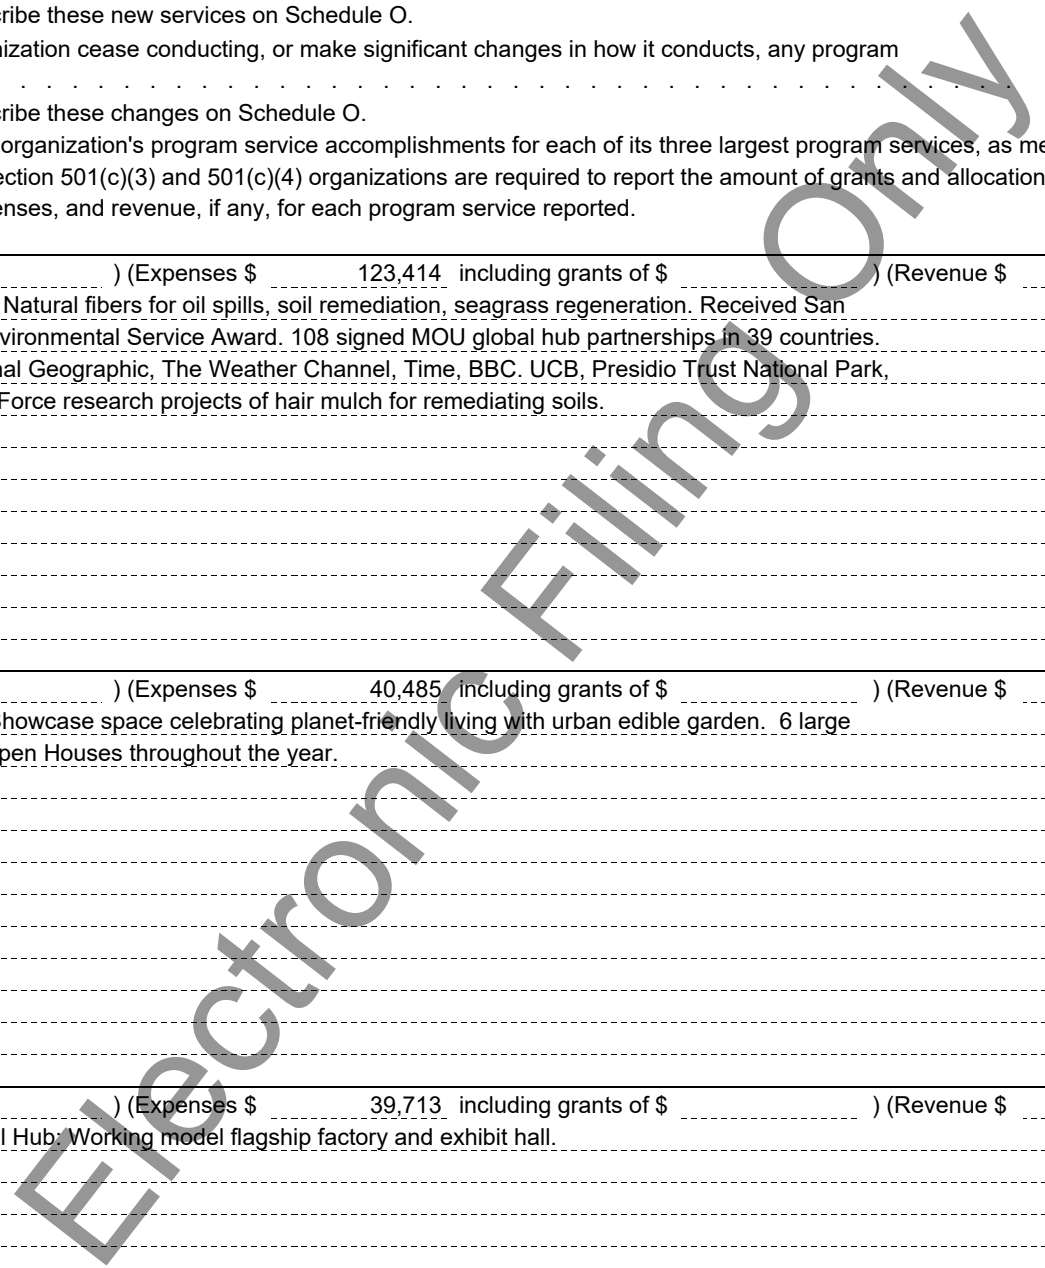 ribe these new services on Schedule O.
nization cease conducting, or make significant changes in how it conducts, any program
. . . . . . . . . . . . . . . . . . . . . . . . . . . . . . . . . . . . . . .
ribe these changes on Schedule O.
organization's program service accomplishments for each of its three largest program services, as me
ection 501(c)(3) and 501(c)(4) organizations are required to report the amount of grants and allocation
enses, and revenue, if any, for each program service reported.
) (Expenses $ 123,414 including grants of $ ) (Revenue $
Natural fibers for oil spills, soil remediation, seagrass regeneration. Received San
vironmental Service Award. 108 signed MOU global hub partnerships in 39 countries.
nal Geographic, The Weather Channel, Time, BBC. UCB, Presidio Trust National Park,
Force research projects of hair mulch for remediating soils.
) (Expenses $ 40,485 including grants of $ ) (Revenue $
Showcase space celebrating planet-friendly living with urban edible garden. 6 large
pen Houses throughout the year.
) (Expenses $ 39,713 including grants of $ ) (Revenue $
l Hub: Working model flagship factory and exhibit hall.
Electronic Filing Only